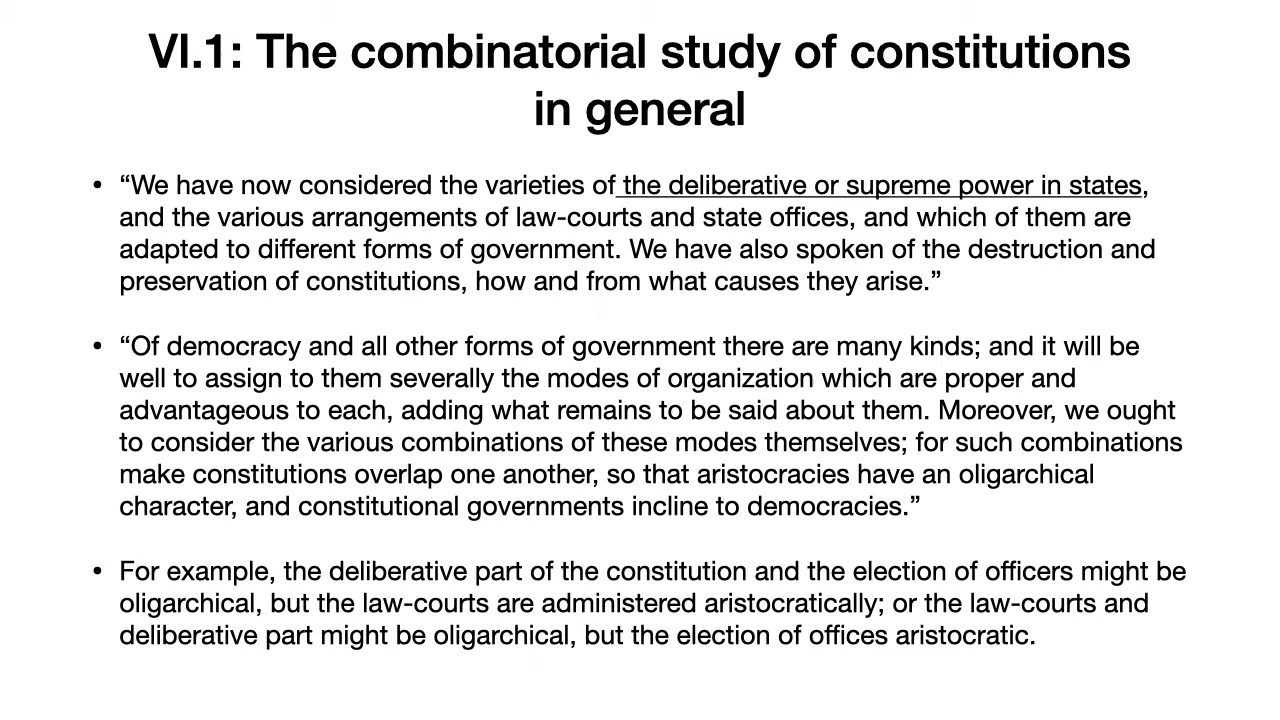 VI.1: The combinatorial study of constitutions
in general
• “We have now considered the varieties of the deliberative or supreme power in states,
and the various arrangements of law-courts and state offices, and which of them are
adapted to different forms of government. We have also spoken of the destruction and
preservation of constitutions, how and from what causes they arise.”
• “Of democracy and all other forms of government there are many kinds; and it will be
well to assign to them severally the modes of organization which are proper and
advantageous to each, adding what remains to be said about them. Moreover, we ought
to consider the various combinations of these modes themselves; for such combinations
make constitutions overlap one another, so that aristocracies have an oligarchical
character, and constitutional governments incline to democracies.”
• For example, the deliberative part of the constitution and the election of officers might be
oligarchical, but the law-courts are administered aristocratically; or the law-courts and
deliberative part might be oligarchical, but the election of offices aristocratic.